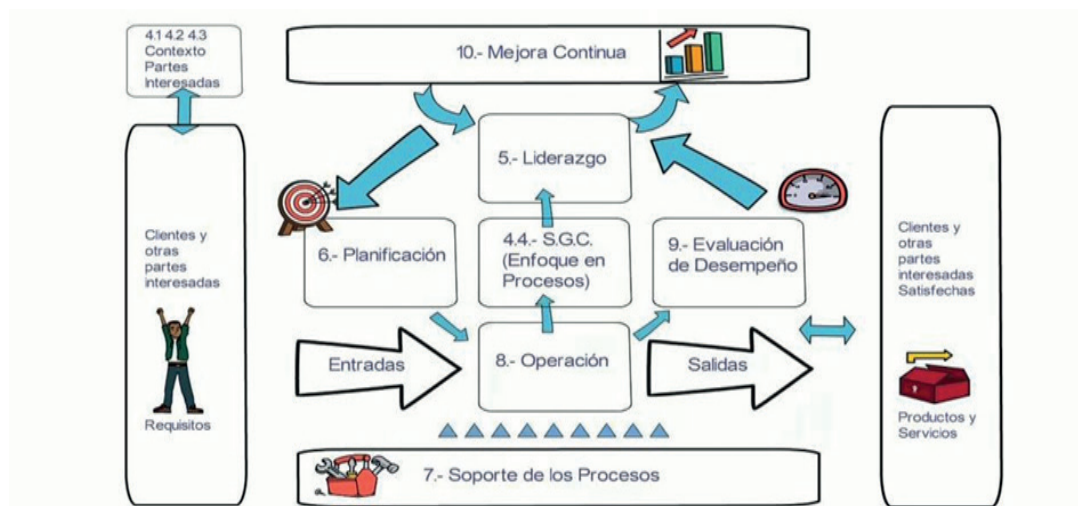 4.1 4.2 4.3
Contexto
Partes
Interesadas
10.- Mejora Continua
Clientes y
otras
partes
interesadas
Requisitos
5.- Liderazgo
6.- Planificación
4.4.- S.G.C.
(Enfoque en
Procesos)
9.- Evaluación
de Desempeño
Entradas
8.- Operación
Salidas
7.- Soporte de los Procesos
Clientes y
otras
partes
interesadas
Satisfechas
Productos y
Servicios